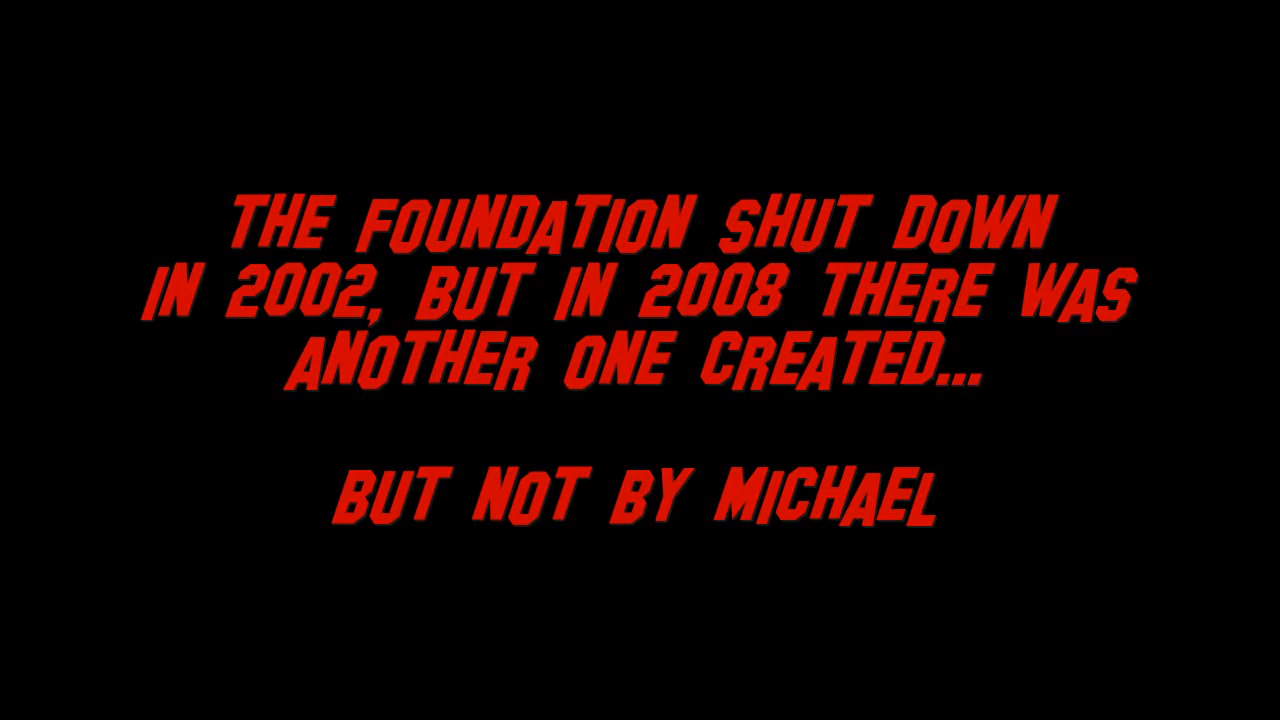 THE FOUNDATION SHUT DOWN
IN 2002, BUT IN 2008 THERE WAS
ANOTHER ONE CREATED...
BUT NOT BY MICHAEL